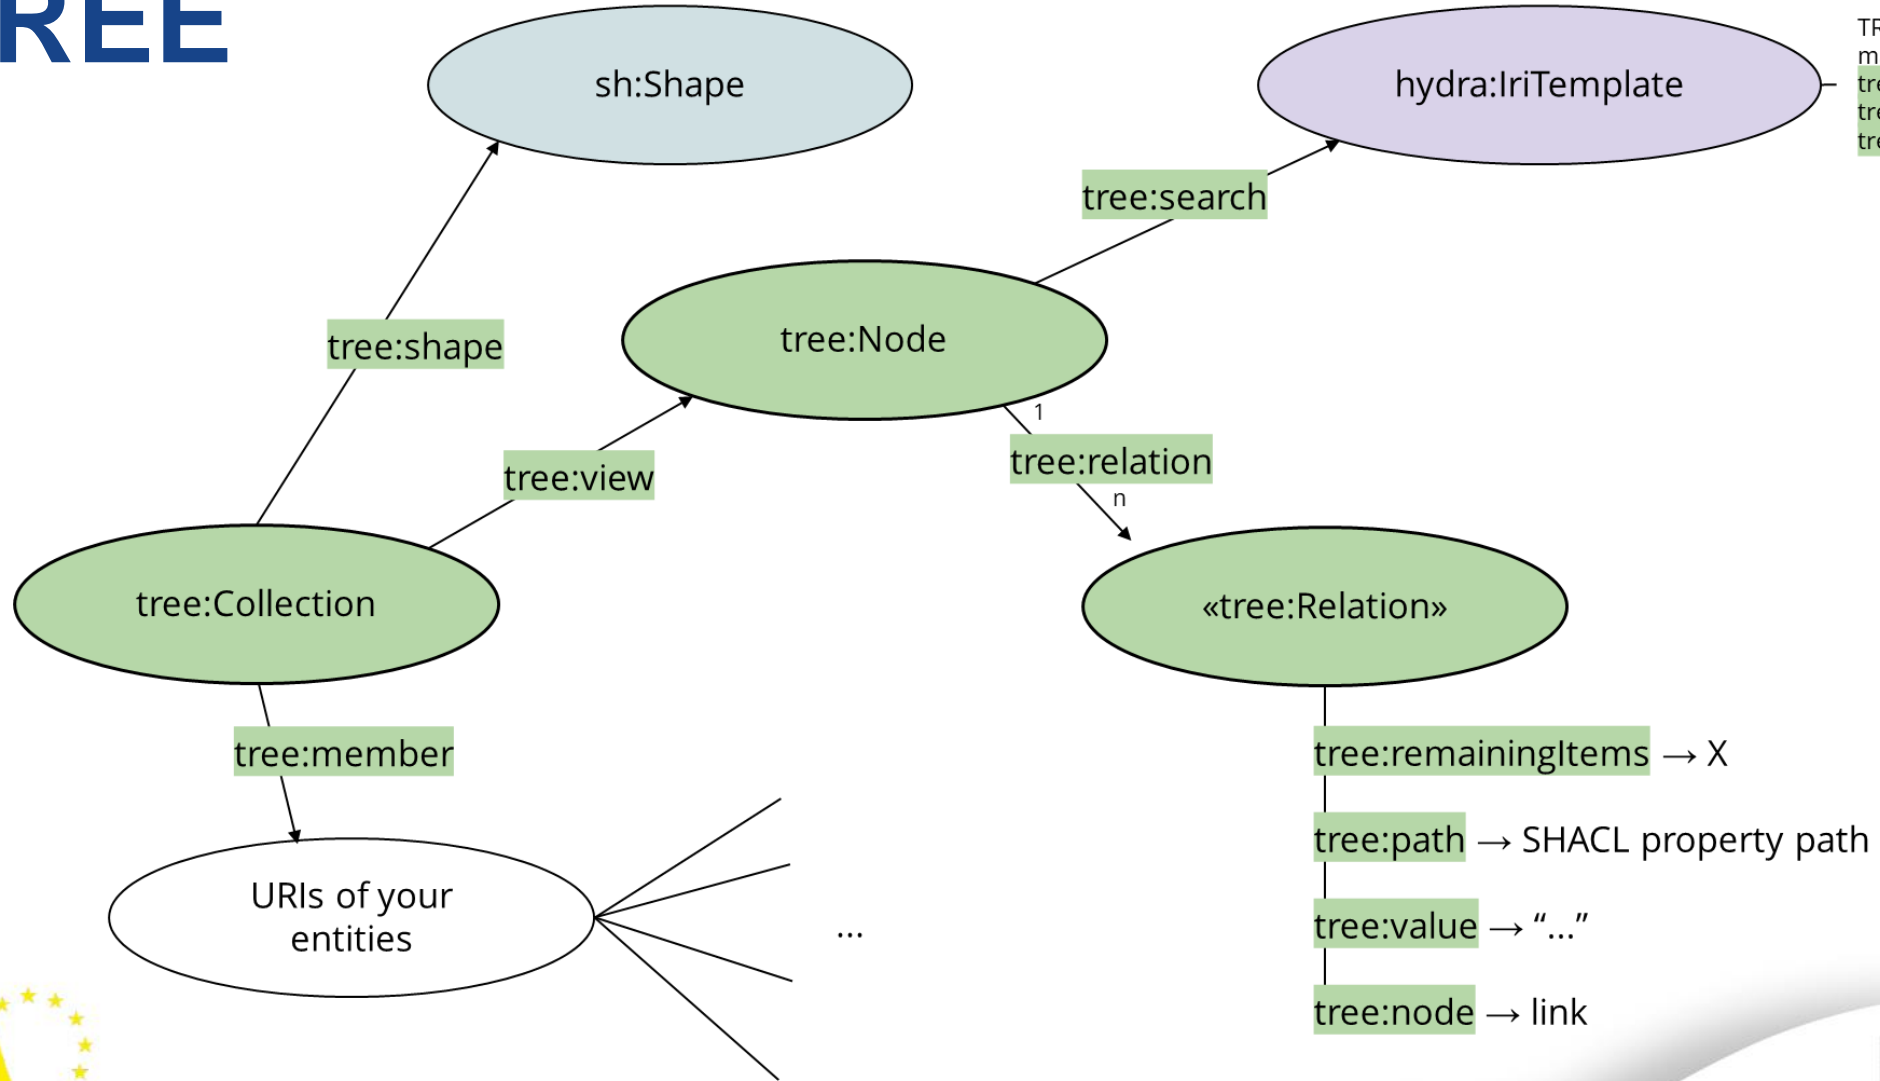 REE
sh:Shape
hydra:IriTemplate
tree:search
tree:shape
tree:Node
1
tree:relation
tree:view
n
tree:Collection
«tree:Relation»
tree:member
tree:remainingItems → X
tree:path → SHACL property path
URIs of your
entities
...
tree:value → “...”
tree:node → link